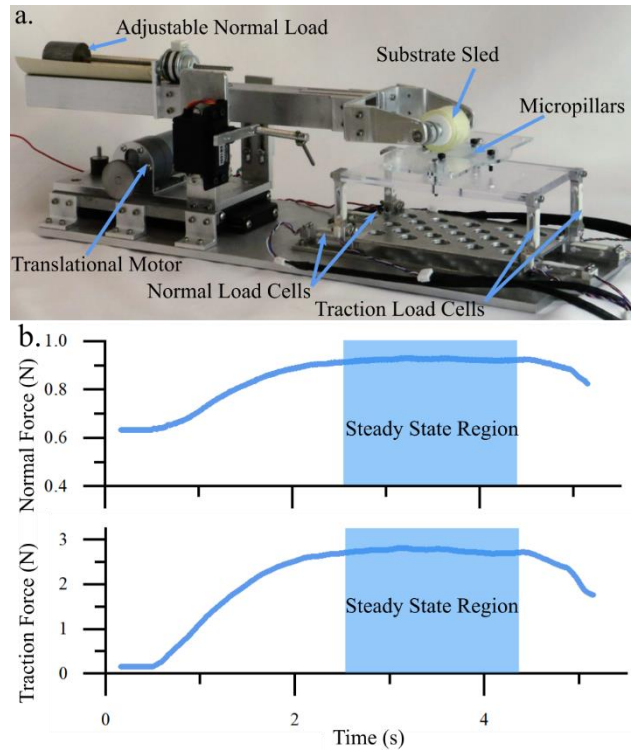 a.
Adjustable Normal Load
Substrate Sled
Micropillars
Translational Motor
Normal Load Cells
Traction Load Cells
b.
1.0
0.8
0.6
0.4
Normal Force (N)
Steady State Region
3
2
1
0
Traction Force (N)
Steady State Region
0
2
4
Time (s)